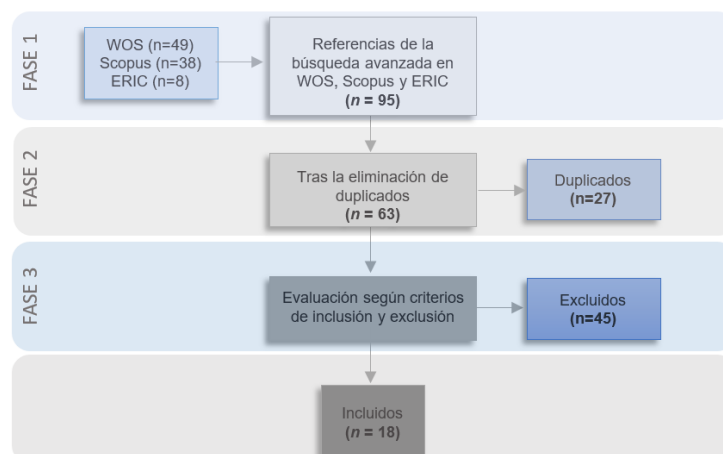 FASE 1
WOS (n=49)
Scopus (n=38)
ERIC (n=8)
Referencias de la
búsqueda avanzada en
WOS, Scopus y ERIC
(n = 95)
FASE 2
Tras la eliminación de
duplicados
(n = 63)
Duplicados
(n=27)
FASE 3
Evaluación según criterios
de inclusión y exclusión
Excluidos
(n=45)
Incluidos
(n = 18)